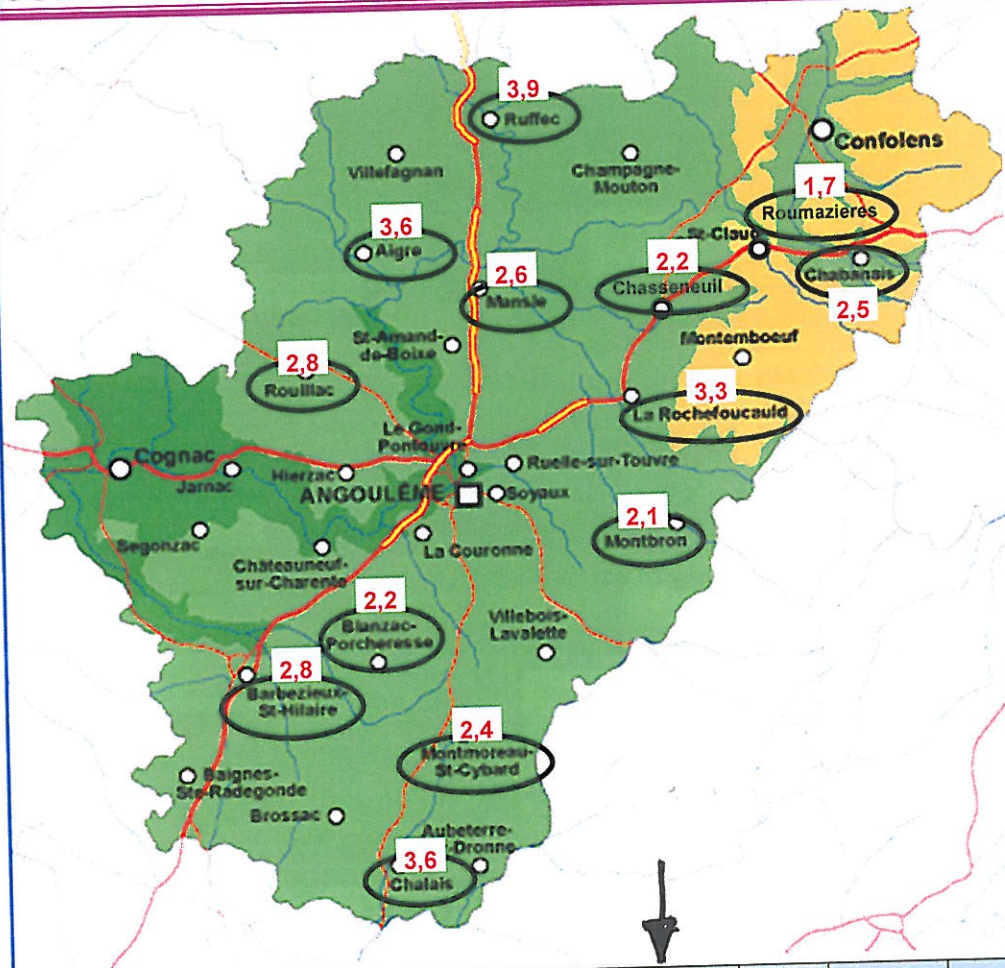 3,9
Ruffec
Confolens
Villefagnan
Champagne-
Mouton
1,7
Roumazieres
3,6
Aigre
St-Claud
2,2
Chasseneuil
Chabanais
2,5
2,6
Mansle
St-Amand-
de-Boixe
Montemboeuf
2,8
Rouillac
3,3
La Rochefoucauld
Le Gond-
Pontouvre
Cognac
Jarnac
Hierzac
Ruelle-sur-Touvre
ANGOULÊME
Soyaux
2,1
Montbron
Segonzac
La Couronne
Châteauneuf-
sur-Charente
2,2
Blanzac-
Porcheresse
Villebois-
Lavalette
2,8
Barbezieux-
St-Hilaire
2,4
Montmoreau-
St-Cybard
Baignes-
Ste-Radegonde
Brossac
Aubeterre-
-Dronne
3,6
Chalais